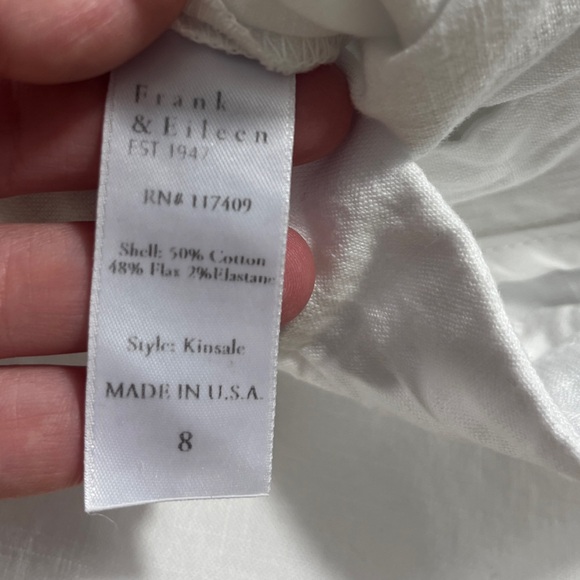 Frank
& Eileen
EST 1947
RN# 117409
Shell: 50% Cotton
48% Flax 2%Elastane
Style: Kinsale
MADE IN U.S.A.
8